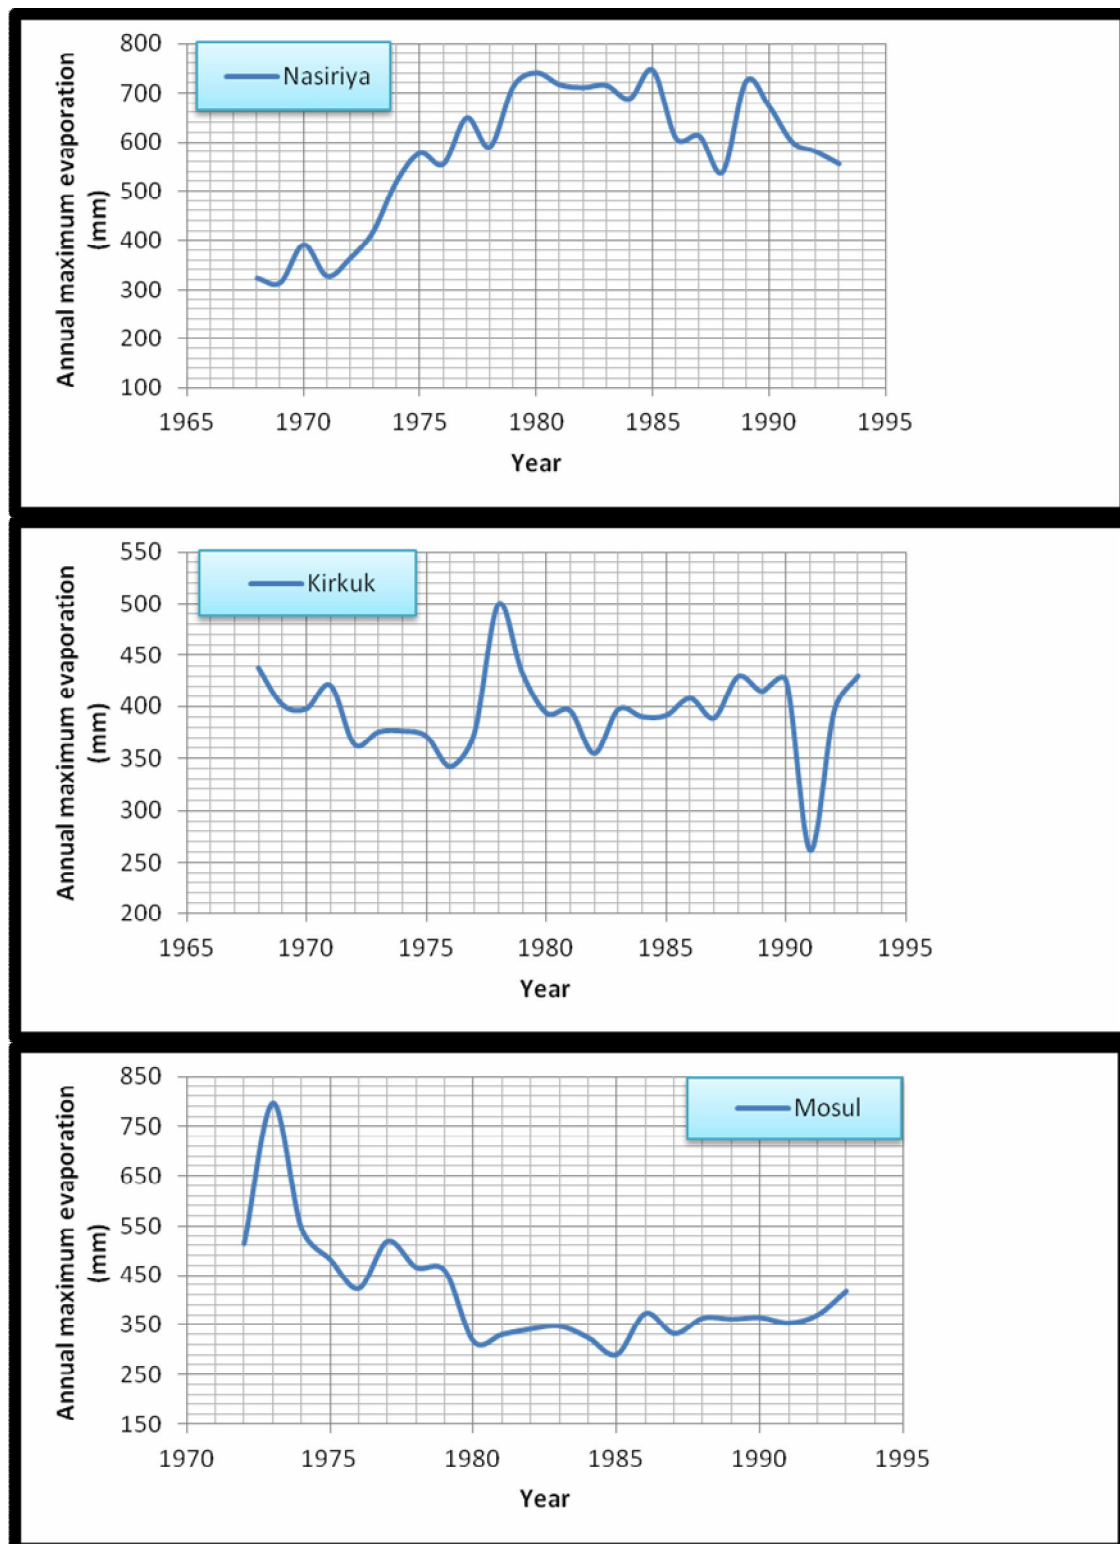 800
700
600
500
400
300
200
100
Annual maximum evaporation
(mm)
Nasiriya
1965 1970 1975 1980 1985 1990 1995
Year
550
500
450
400
350
300
250
200
Annual maximum evaporation
(mm)
Kirkuk
1965 1970 1975 1980 1985 1990 1995
Year
850
750
650
550
450
350
250
150
Annual maximum evaporation
(mm)
Mosul
1970 1975 1980 1985 1990 1995
Year